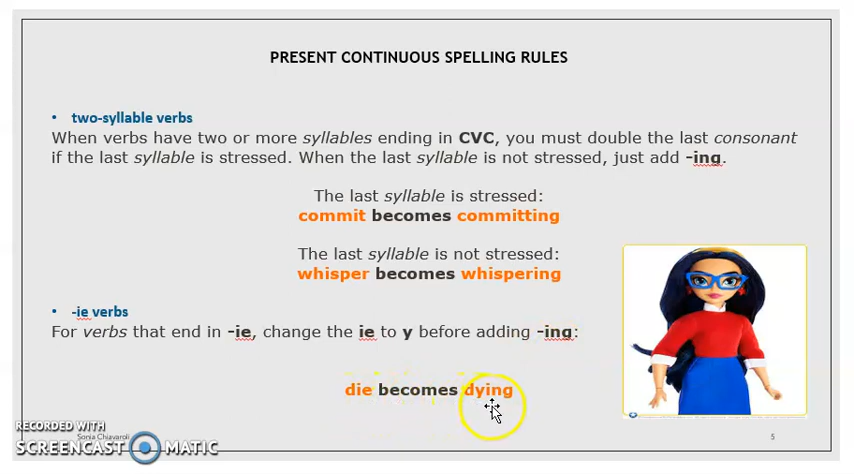 PRESENT CONTINUOUS SPELLING RULES
• two-syllable verbs
When verbs have two or more syllables ending in CVC, you must double the last consonant
if the last syllable is stressed. When the last syllable is not stressed, just add -ing.
The last syllable is stressed:
commit becomes committing
The last syllable is not stressed:
whisper becomes whispering
• -ie verbs
For verbs that end in -ie, change the ie to y before adding -ing:
die becomes dying
RECORDED WITH
Sonia Chiavaroli
SCREENCAST MATIC
5